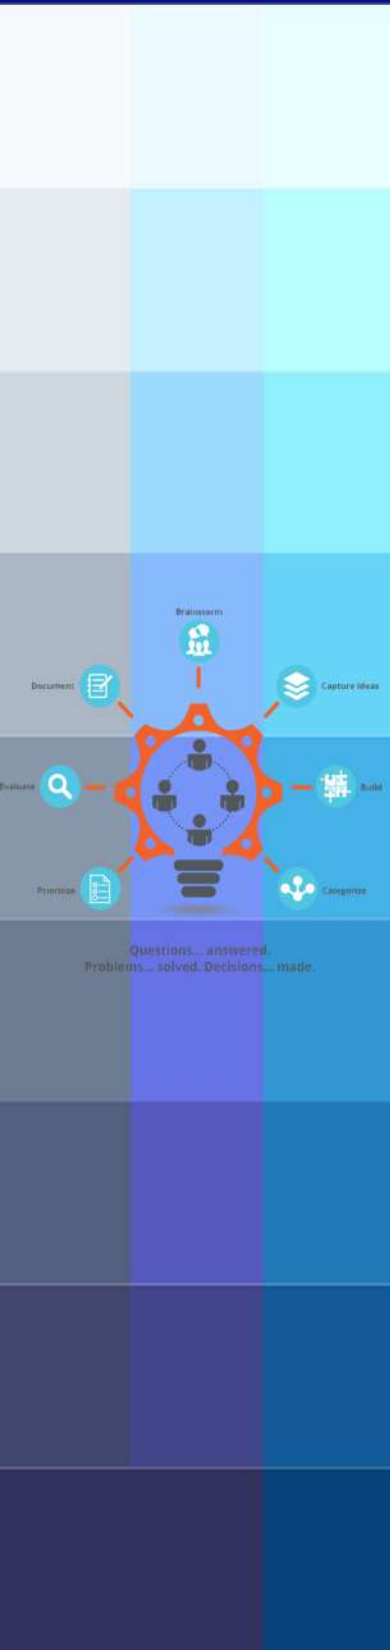 Brainstorm
Document
Capture Ideas
Evaluate
Build
Prioritize
Categorize
Questions... answered.
Problems... solved. Decisions... made.